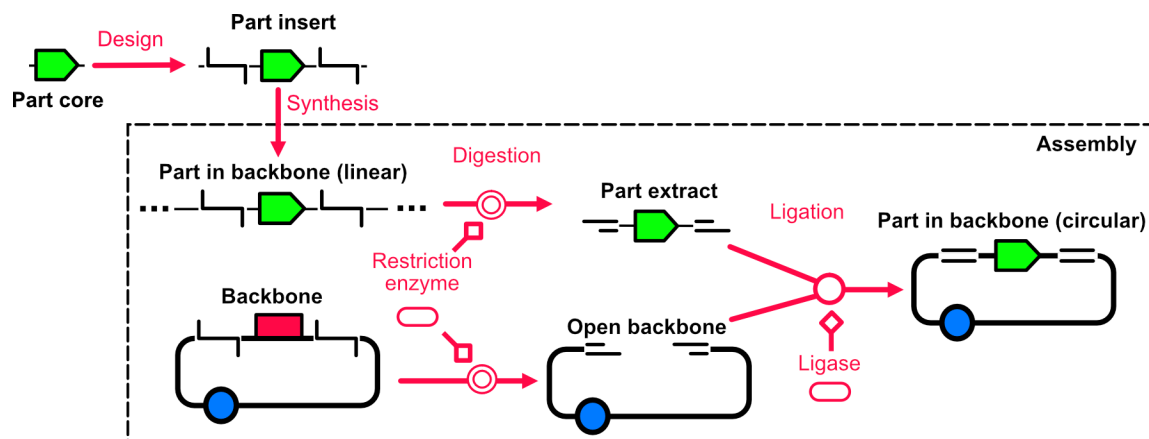 Part insert
Design
Part core
Synthesis
Assembly
Part in backbone (linear)
Digestion
Part extract
Ligation
Part in backbone (circular)
Restriction
enzyme
Backbone
Open backbone
Ligase